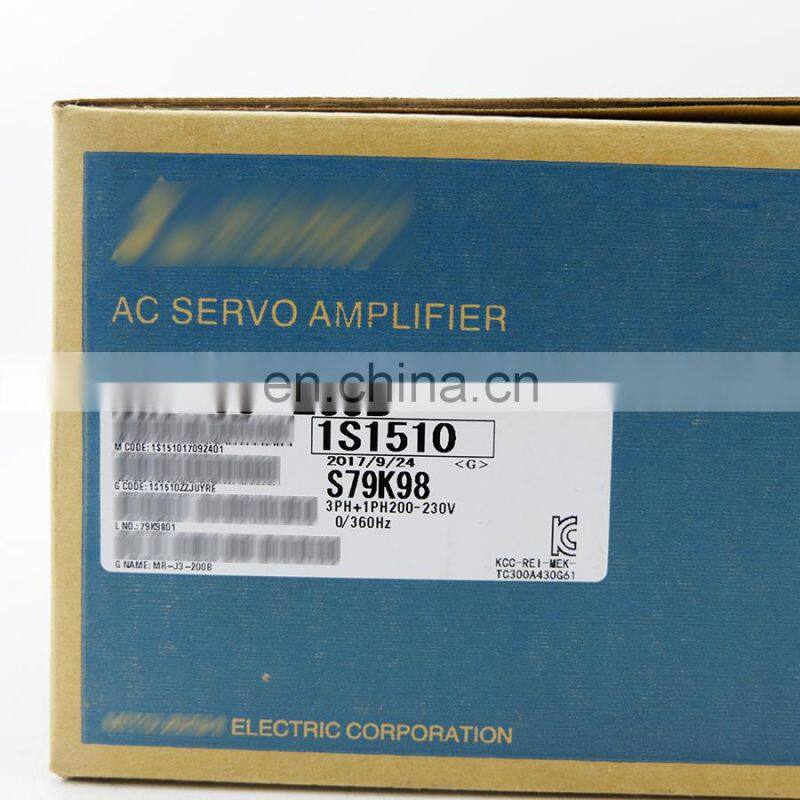 AC SERVO AMPLIFIER
en.china.cn
1S1510
M CODE:1S151017092401
2017/9/24 <G>
S79K98
G CODE:1S1510ZZJUYRE
3PH+1PH200-230V
0/360Hz
L NO.:79K9801
G NAME:MR-J3-200B
KCC-REI-MEK-
TC300A430G61
ELECTRIC CORPORATION